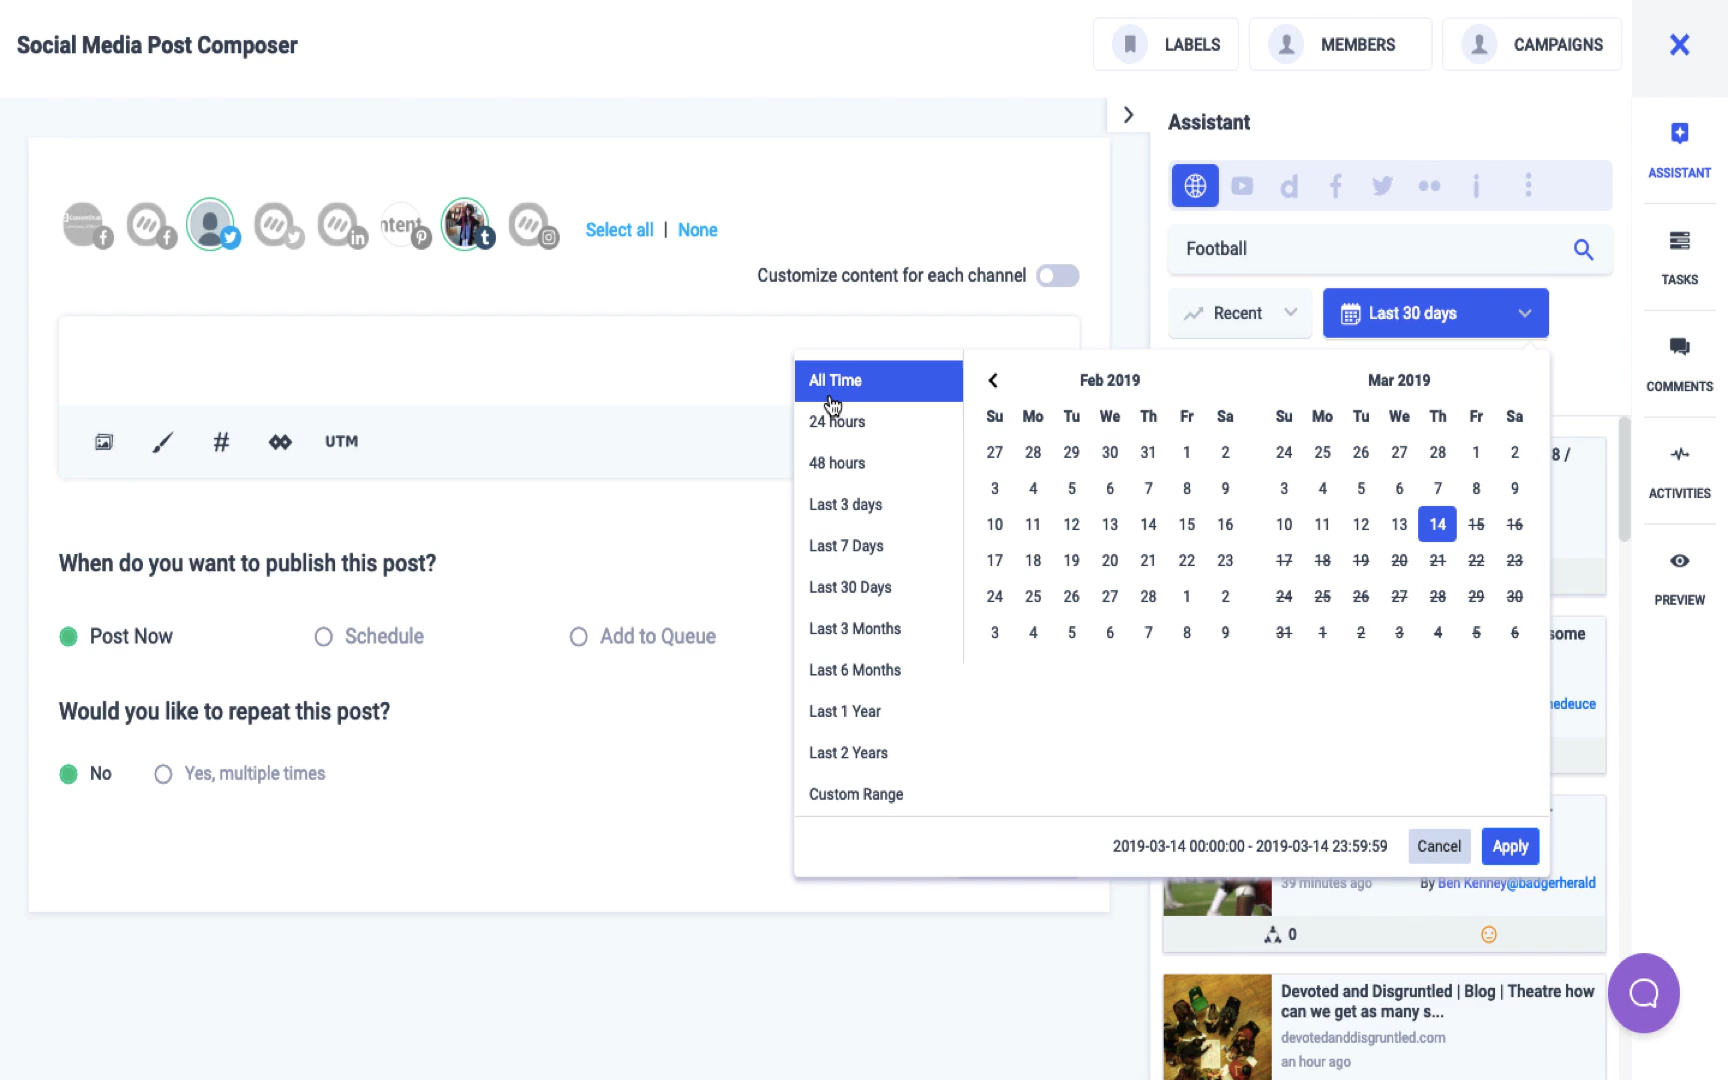 Social Media Post Composer
LABELS
MEMBERS
CAMPAIGNS
Assistant
ASSISTANT
TASKS
COMMENTS
ACTIVITIES
PREVIEW
Select all | None
Customize content for each channel
Football
Recent
Last 30 days
UTM
When do you want to publish this post?
Post Now
Schedule
Add to Queue
Would you like to repeat this post?
No
Yes, multiple times
All Time
24 hours
48 hours
Last 3 days
Last 7 Days
Last 30 Days
Last 3 Months
Last 6 Months
Last 1 Year
Last 2 Years
Custom Range
Feb 2019
Su Mo Tu We Th Fr Sa
27 28 29 30 31 1 2
3 4 5 6 7 8 9
10 11 12 13 14 15 16
17 18 19 20 21 22 23
24 25 26 27 28 1 2
3 4 5 6 7 8 9
Mar 2019
Su Mo Tu We Th Fr Sa
24 25 26 27 28 1 2
3 4 5 6 7 8 9
10 11 12 13 14 15 16
17 18 19 20 21 22 23
24 25 26 27 28 29 30
31 1 2 3 4 5 6
2019-03-14 00:00:00 - 2019-03-14 23:59:59
Cancel
Apply
8 /
some
nedeuce
39 minutes ago
By Ben Kenney@badgerherald
0
Devoted and Disgruntled | Blog | Theatre how
can we get as many s...
devotedanddisgruntled.com
an hour ago